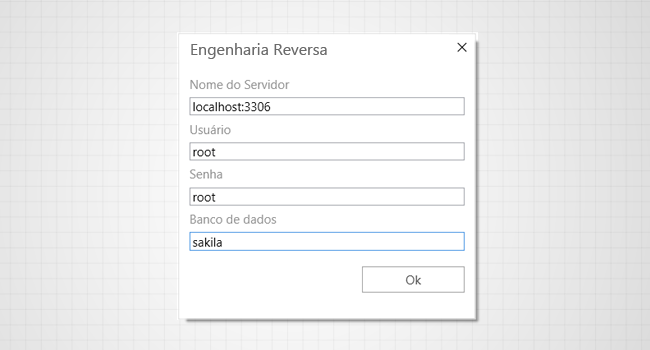 Engenharia Reversa
Nome do Servidor
localhost:3306
Usuário
root
Senha
root
Banco de dados
sakila
Ok